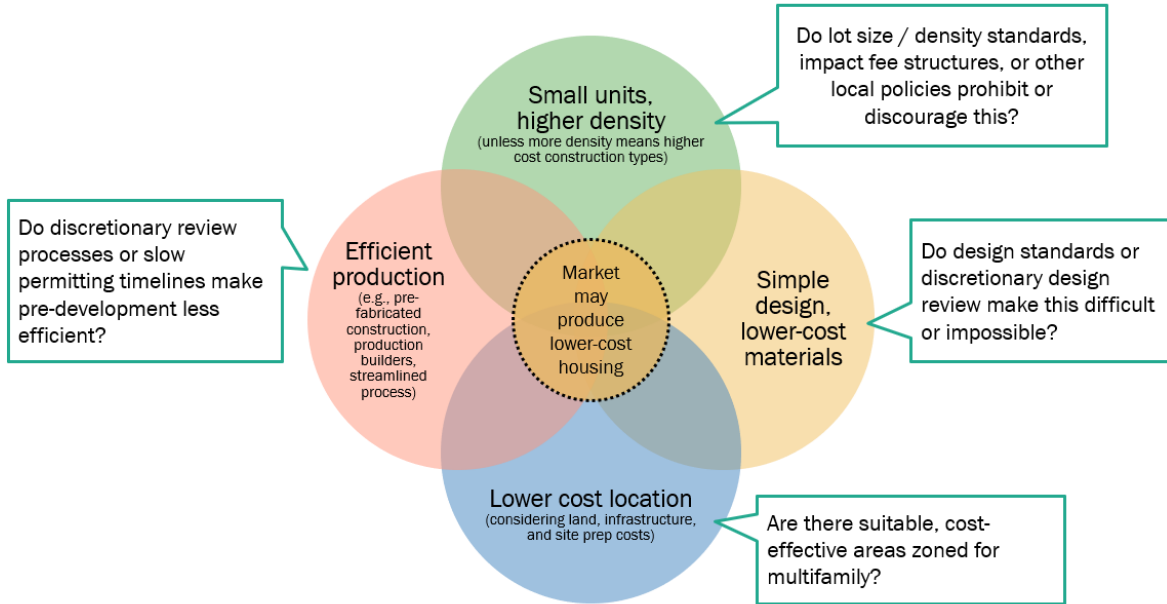 Do lot size / density standards,
impact fee structures, or other
local policies prohibit or
discourage this?
Small units,
higher density
(unless more density means higher
cost construction types)
Do discretionary review
processes or slow
permitting timelines make
pre-development less
efficient?
Efficient
production
(e.g., pre-
fabricated
construction,
production
builders,
streamlined
process)
Market
may
produce
lower-cost
housing
Simple
design,
lower-cost
materials
Do design standards or
discretionary design
review make this difficult
or impossible?
Lower cost location
(considering land, infrastructure,
and site prep costs)
Are there suitable, cost-
effective areas zoned for
multifamily?